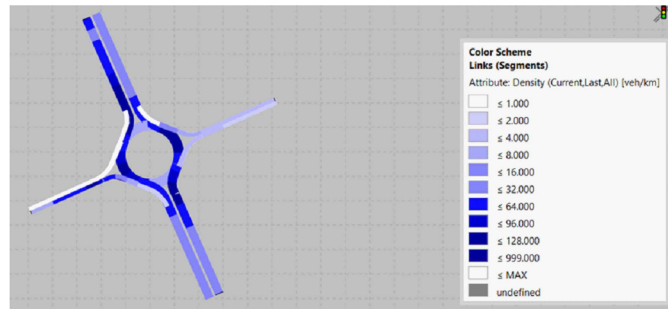 Color Scheme
Links (Segments)
Attribute: Density (Current,Last,All) [veh/km]
≤ 1.000
≤ 2.000
≤ 4.000
≤ 8.000
≤ 16.000
≤ 32.000
≤ 64.000
≤ 96.000
≤ 128.000
≤ 999.000
≤ MAX
undefined